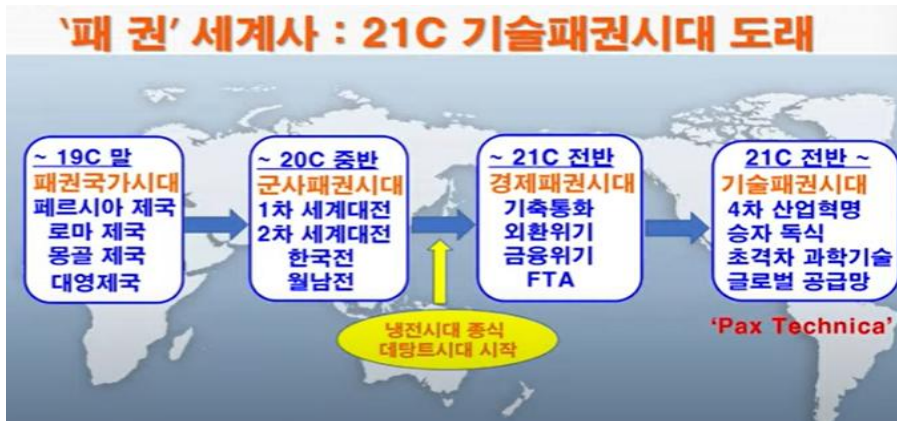 '패 권' 세계사 : 21C 기술패권시대 도래
~ 19C 말
패권국가시대
페르시아 제국
로마 제국
몽골 제국
대영제국
~ 20C 중반
군사패권시대
1차 세계대전
2차 세계대전
한국전
월남전
~ 21C 전반
경제패권시대
기축통화
외환위기
금융위기
FTA
21C 전반 ~
기술패권시대
4차 산업혁명
승자 독식
초격차 과학기술
글로벌 공급망
냉전시대 종식
데탕트시대 시작
'Pax Technica'